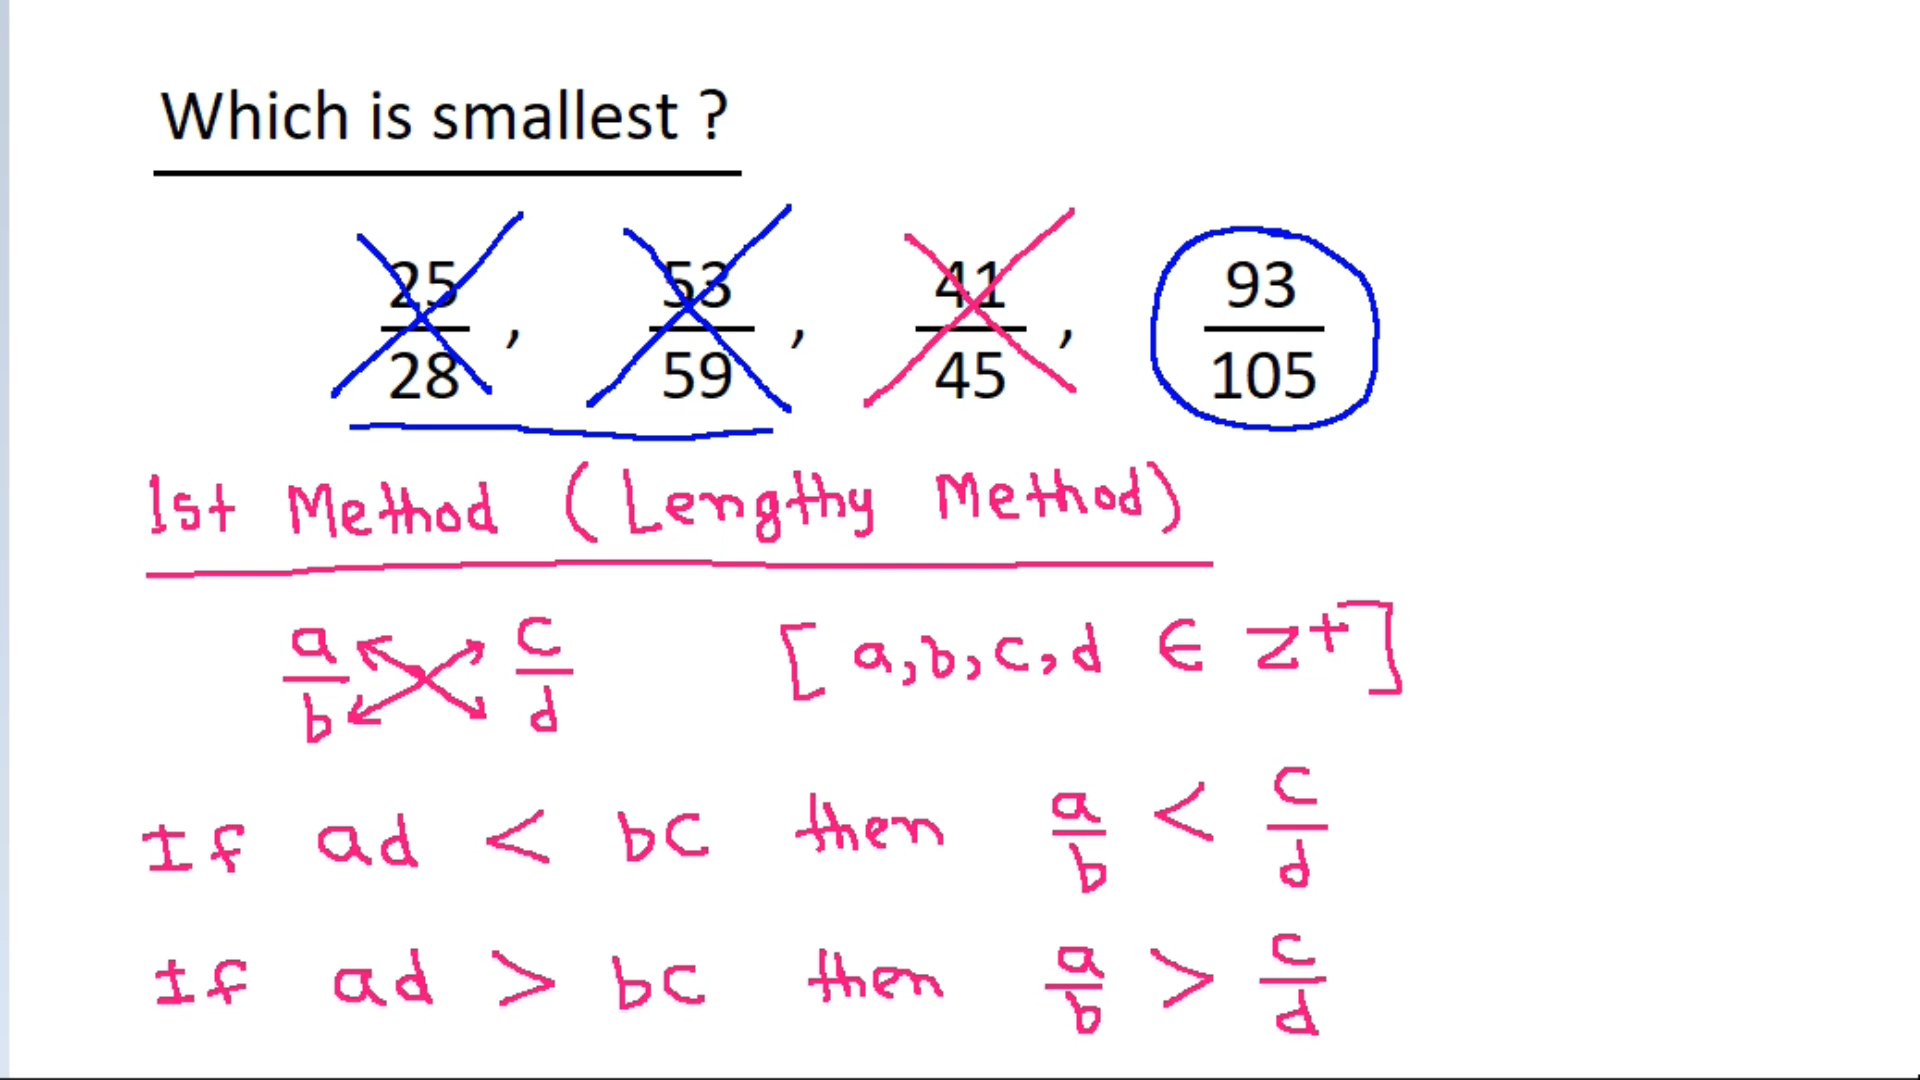 Which is smallest ?
25/28 , 53/59 , 41/45 , 93/105
1st Method (Lengthy Method)
a/b c/d [a,b,c,d ∈ Z⁺]
If ad < bc then a/b < c/d
If ad > bc then a/b > c/d